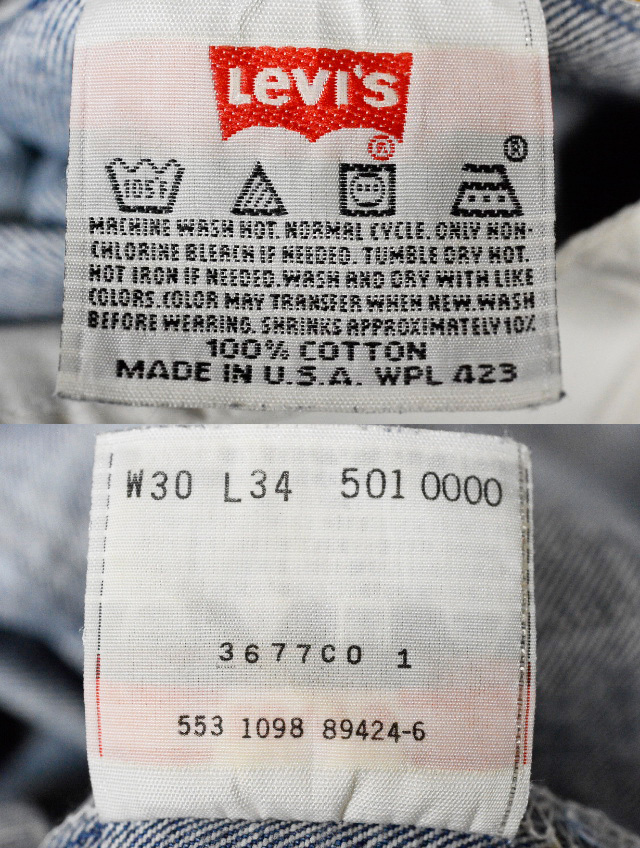 Levi's
®
®
105F
MACHINE WASH HOT. NORMAL CYCLE. ONLY NON-
CHLORINE BLEACH IF NEEDED. TUMBLE DRY HOT.
HOT IRON IF NEEDED. WASH AND DRY WITH LIKE
COLORS. COLOR MAY TRANSFER WHEN NEW. WASH
BEFORE WEARING. SHRINKS APPROXIMATELY 10%
100% COTTON
MADE IN U.S.A. WPL 423
W30 L34 501 0000
3677CO 1
553 1098 89424-6